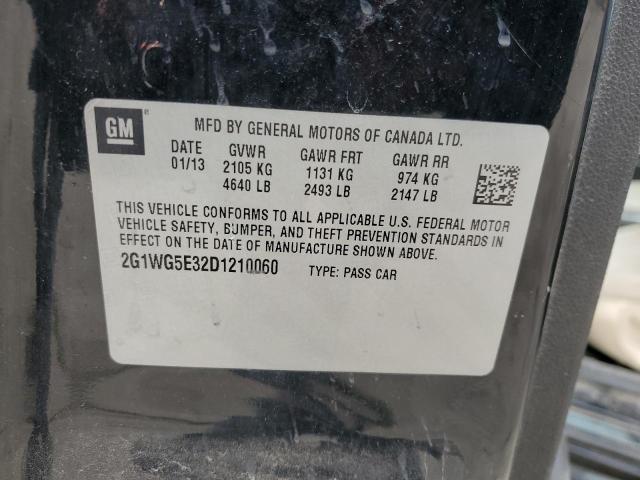 GM
MFD BY GENERAL MOTORS OF CANADA LTD.
DATE GVWR GAWR FRT GAWR RR
01/13 2105 KG 1131 KG 974 KG
4640 LB 2493 LB 2147 LB
THIS VEHICLE CONFORMS TO ALL APPLICABLE U.S. FEDERAL MOTOR
VEHICLE SAFETY, BUMPER, AND THEFT PREVENTION STANDARDS IN
EFFECT ON THE DATE OF MANUFACTURE SHOWN ABOVE.
2G1WG5E32D1210060 TYPE: PASS CAR